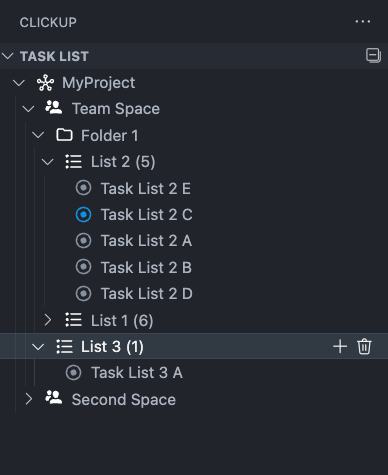 CLICKUP
TASK LIST
MyProject
Team Space
Folder 1
List 2 (5)
Task List 2 E
Task List 2 C
Task List 2 A
Task List 2 B
Task List 2 D
List 1 (6)
List 3 (1)
Task List 3 A
Second Space